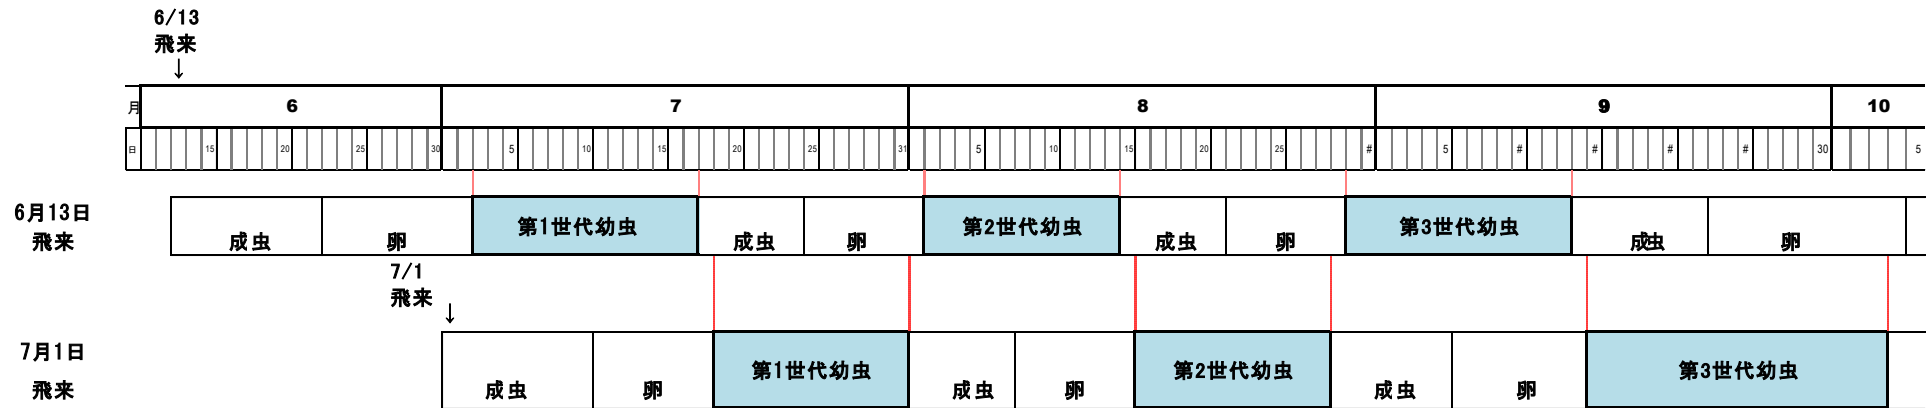 6/13
飛来
↓
月 6 7 8 9 10
日 15 20 25 30 5 10 15 20 25 31 5 10 15 20 25 # 5 # # # # 30 5
6月13日
飛来
成虫 卵 第1世代幼虫 成虫 卵 第2世代幼虫 成虫 卵 第3世代幼虫 成虫 卵
7/1
飛来
↓
7月1日
飛来
成虫 卵 第1世代幼虫 成虫 卵 第2世代幼虫 成虫 卵 第3世代幼虫